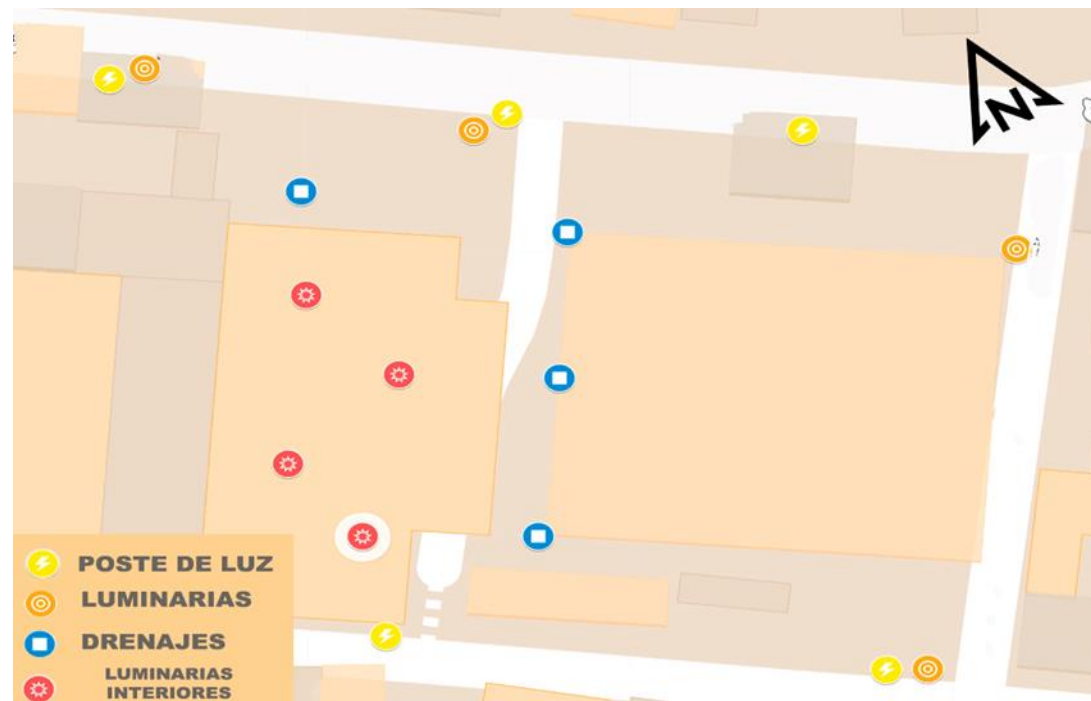 N
POSTE DE LUZ
LUMINARIAS
DRENAJES
LUMINARIAS
INTERIORES